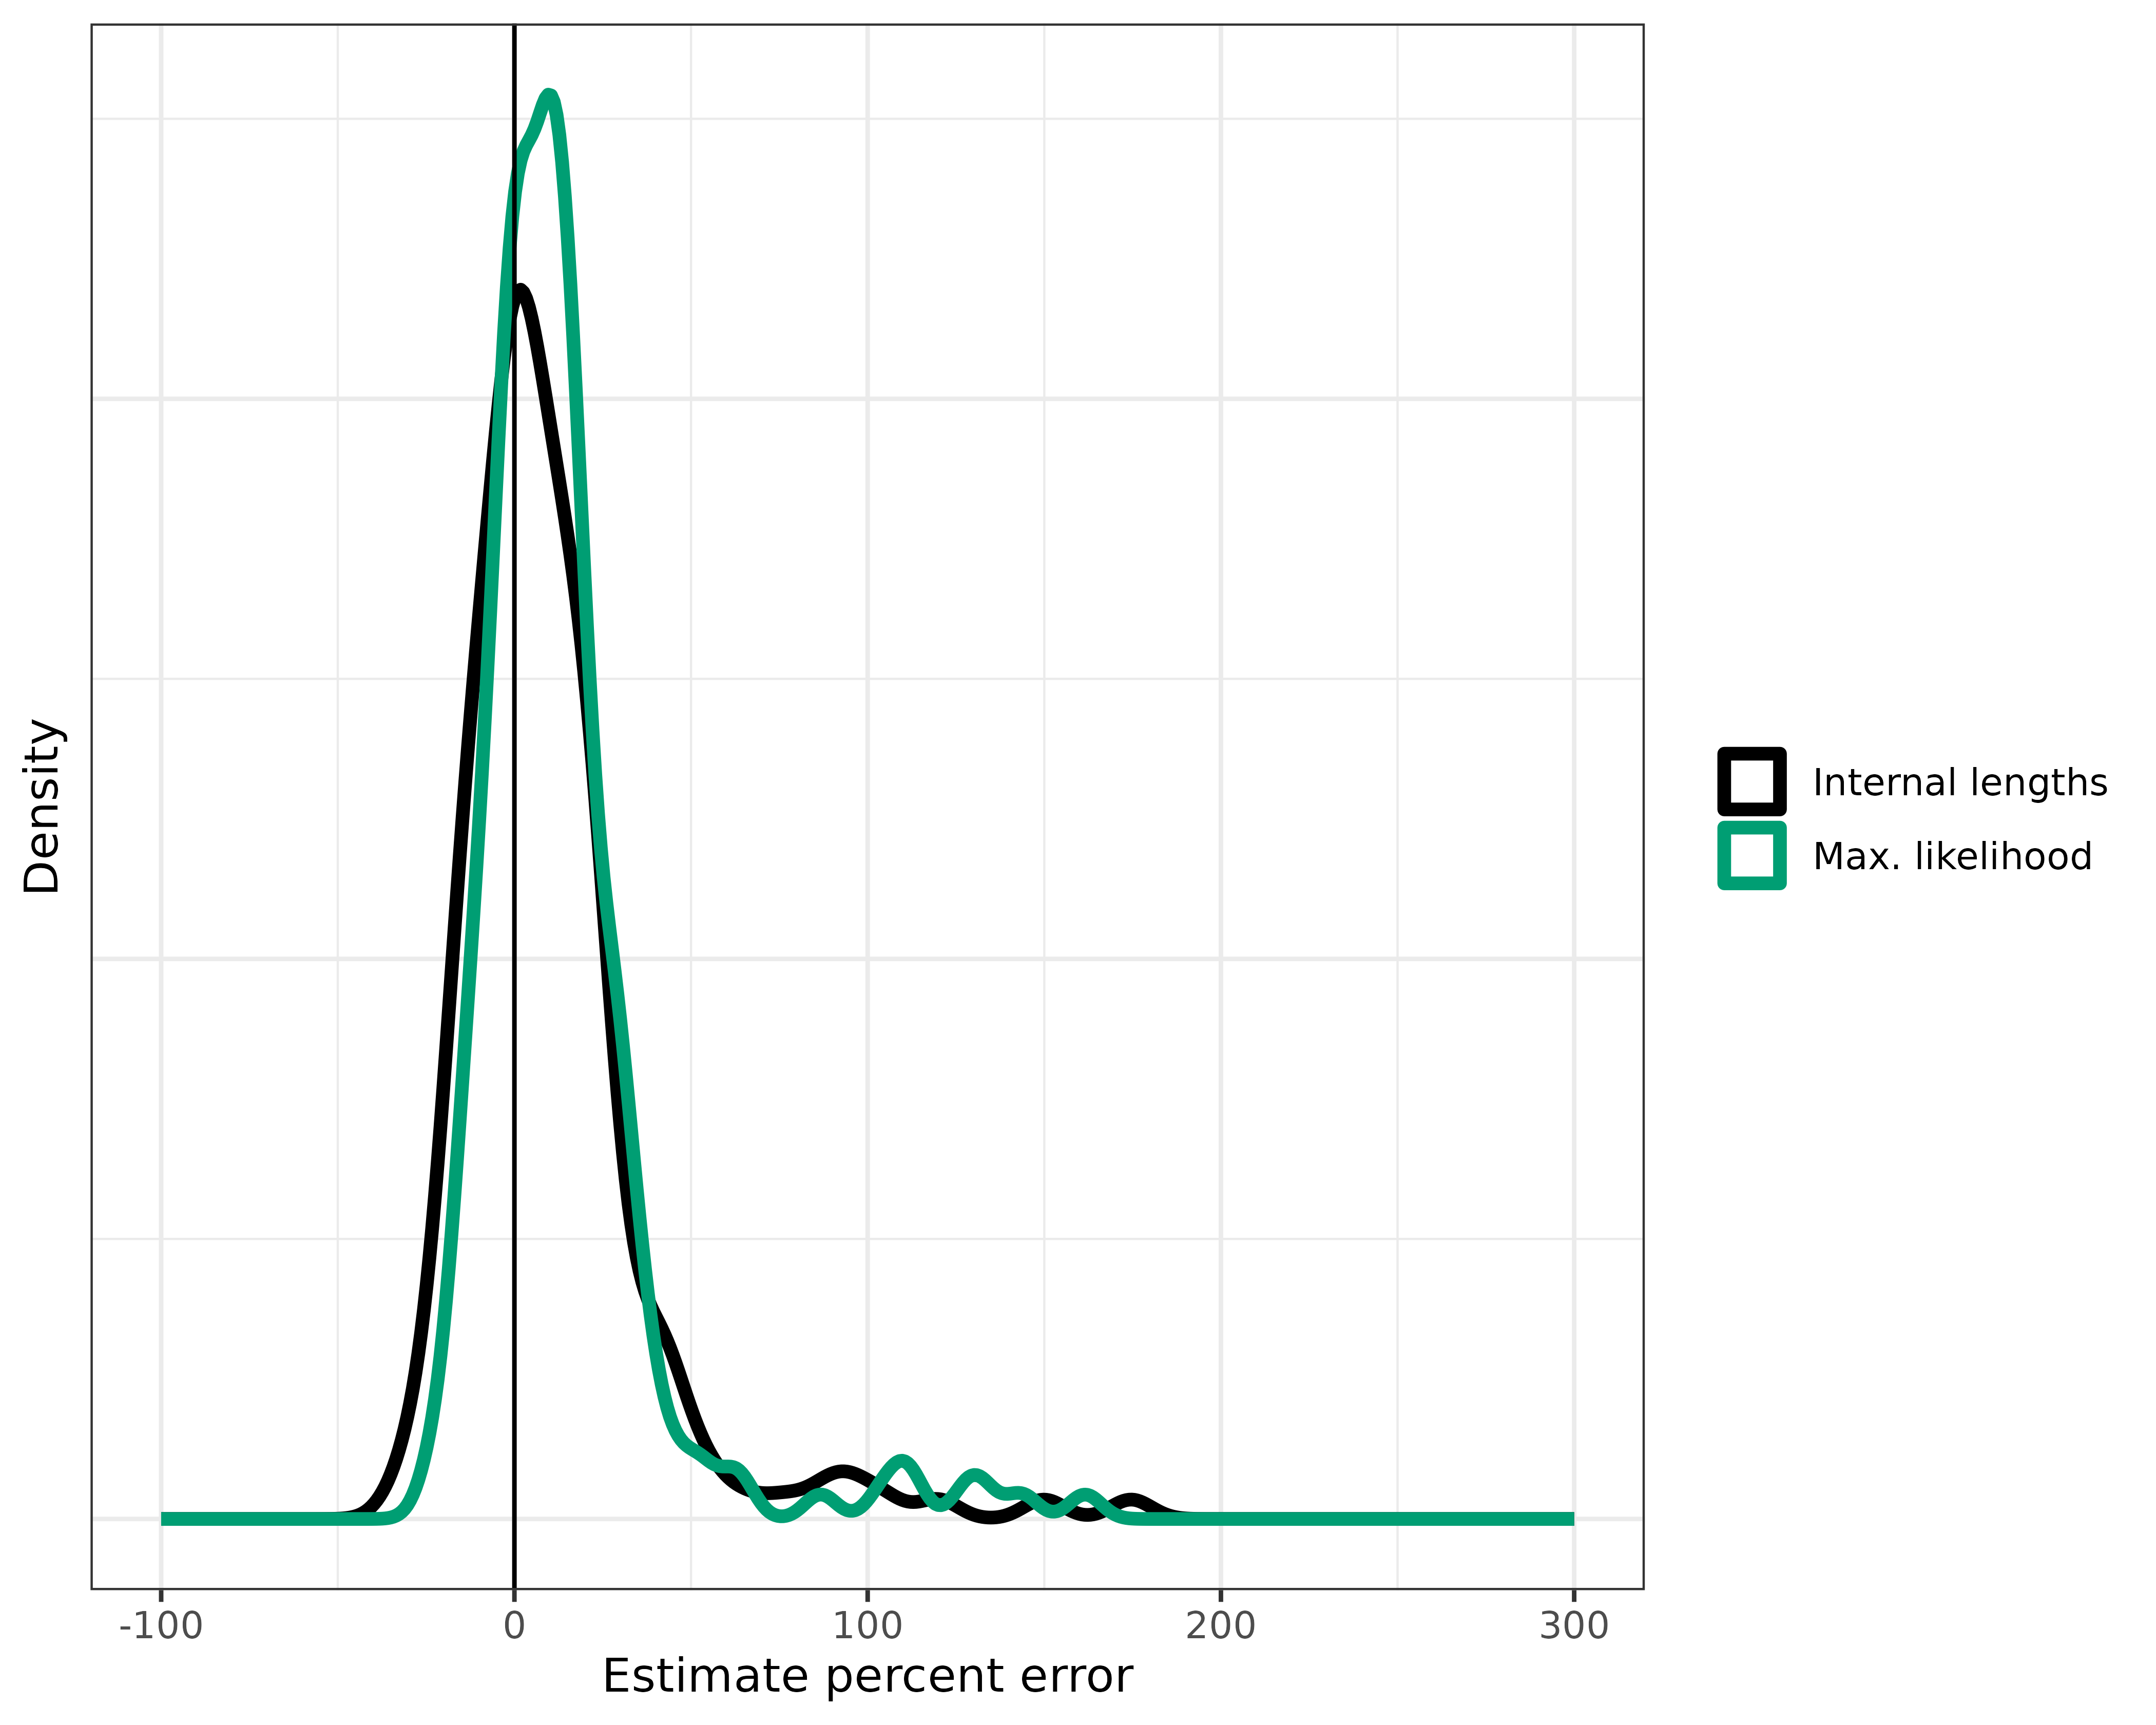 Density
Internal lengths
Max. likelihood
-100 0 100 200 300
Estimate percent error